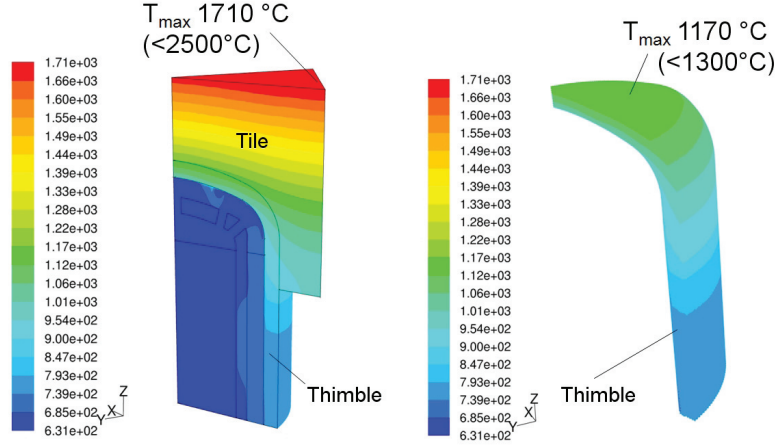 T_max 1710 °C
(<2500°C)
1.71e+03
1.66e+03
1.60e+03
1.55e+03
1.49e+03
1.44e+03
1.39e+03
1.33e+03
1.28e+03
1.22e+03
1.17e+03
1.12e+03
1.06e+03
1.01e+03
9.54e+02
9.00e+02
8.47e+02
7.93e+02
7.39e+02
6.85e+02
6.31e+02
Tile
Thimble
Z
X
Y
T_max 1170 °C
(<1300°C)
1.71e+03
1.66e+03
1.60e+03
1.55e+03
1.49e+03
1.44e+03
1.39e+03
1.33e+03
1.28e+03
1.22e+03
1.17e+03
1.12e+03
1.06e+03
1.01e+03
9.54e+02
9.00e+02
8.47e+02
7.93e+02
7.39e+02
6.85e+02
6.31e+02
Thimble
Z
X
Y